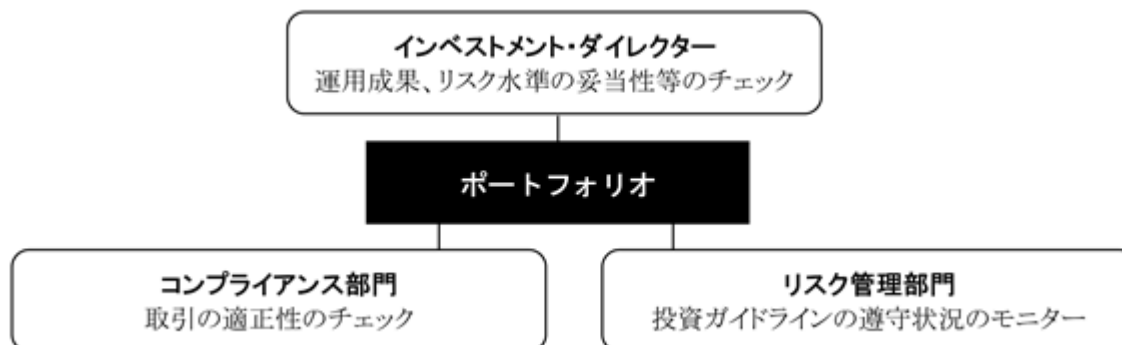 インベストメント・ダイレクター
運用成果、リスク水準の妥当性等のチェック
ポートフォリオ
コンプライアンス部門
取引の適正性のチェック
リスク管理部門
投資ガイドラインの遵守状況のモニター